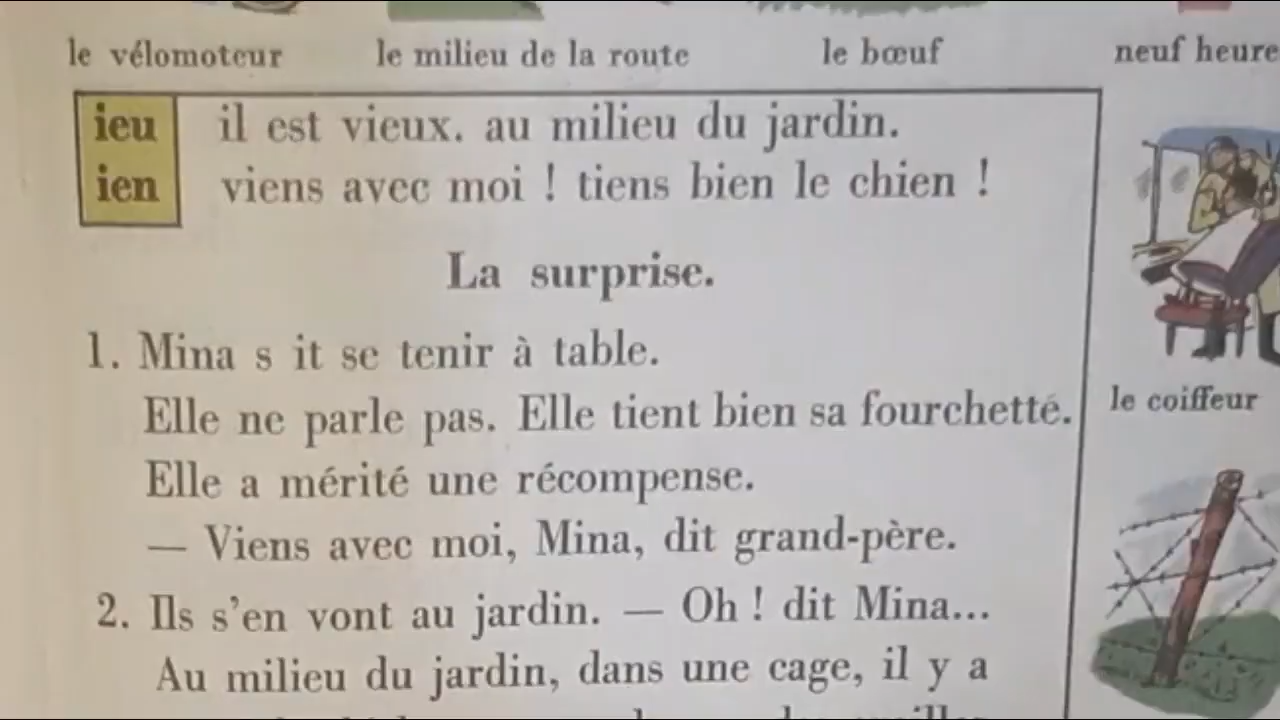 le vélomoteur le milieu de la route le bœuf neuf heure
ieu il est vieux. au milieu du jardin.
ien viens avec moi ! tiens bien le chien !
La surprise.
1. Mina s it se tenir à table.
Elle ne parle pas. Elle tient bien sa fourchette.
le coiffeur
Elle a mérité une récompense.
— Viens avec moi, Mina, dit grand-père.
2. Ils s'en vont au jardin. — Oh ! dit Mina...
Au milieu du jardin, dans une cage, il y a